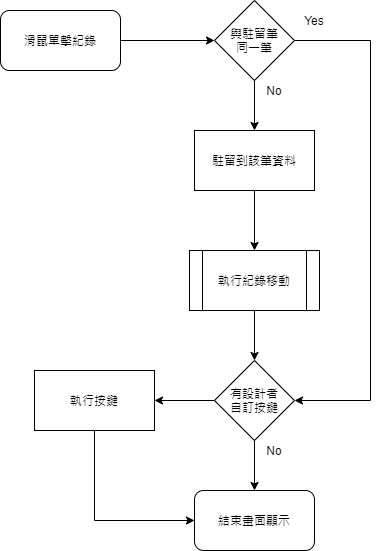 滑鼠單擊紀錄
與駐留筆
同一筆
Yes
No
駐留到該筆資料
執行紀錄移動
有設計者
自訂按鍵
執行按鍵
No
結束畫面顯示